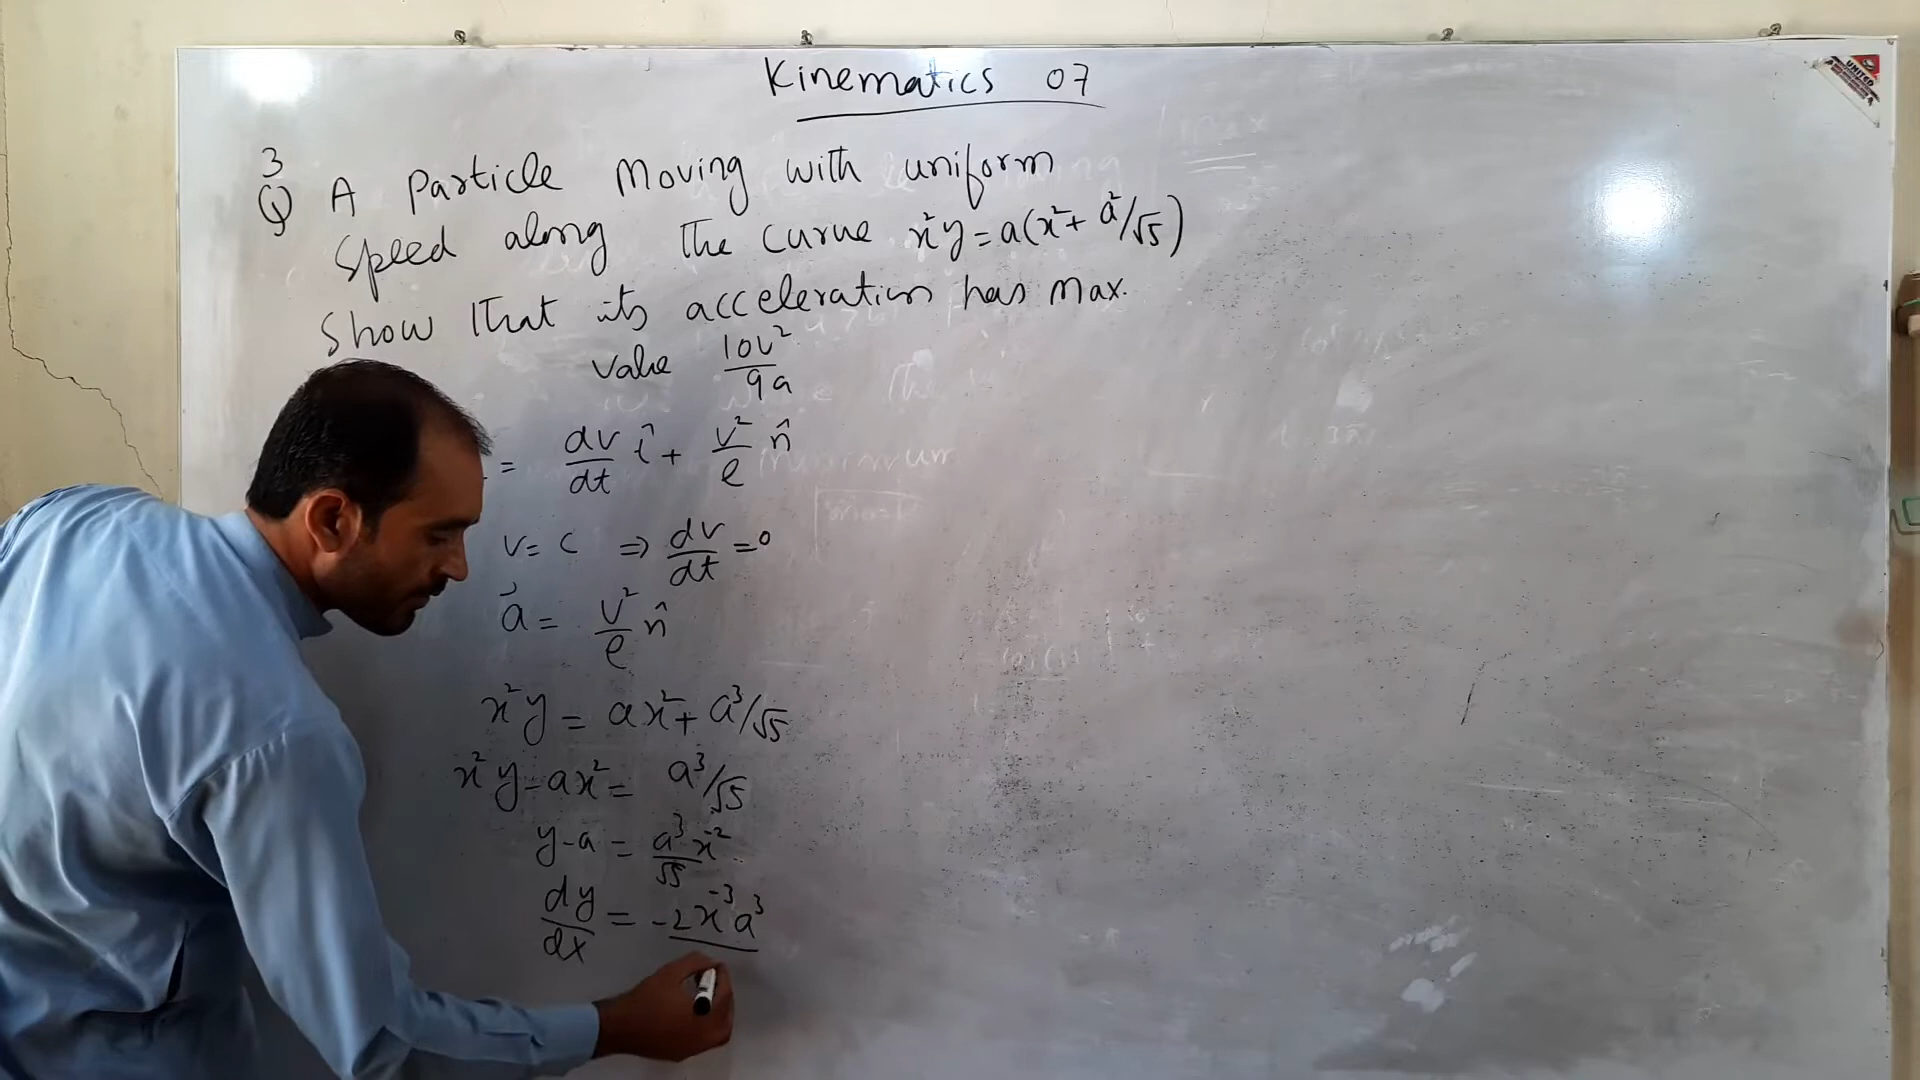 Kinematics 07
3
Q A particle moving with uniform
speed along the curve x²y = a(x² + a²/√5)
Show that its acceleration has max.
value 10v²/9a
= dv/dt t̂ + v²/ρ n̂
v = c ⇒ dv/dt = 0
a⃗ = v²/ρ n̂
x²y = ax² + a³/√5
x²y - ax² = a³/√5
y - a = a³/√5 x⁻²
dy/dx = -2x⁻³a³
UNITED